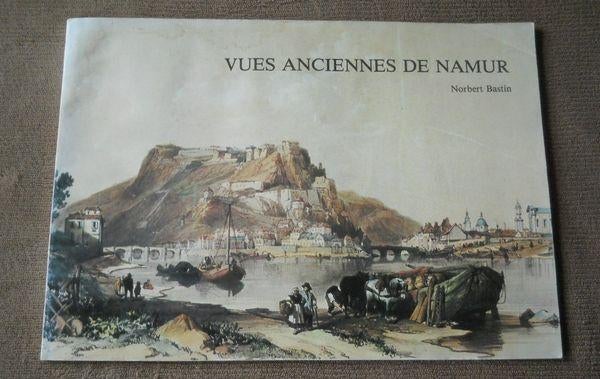 VUES ANCIENNES DE NAMUR
Norbert Bastin